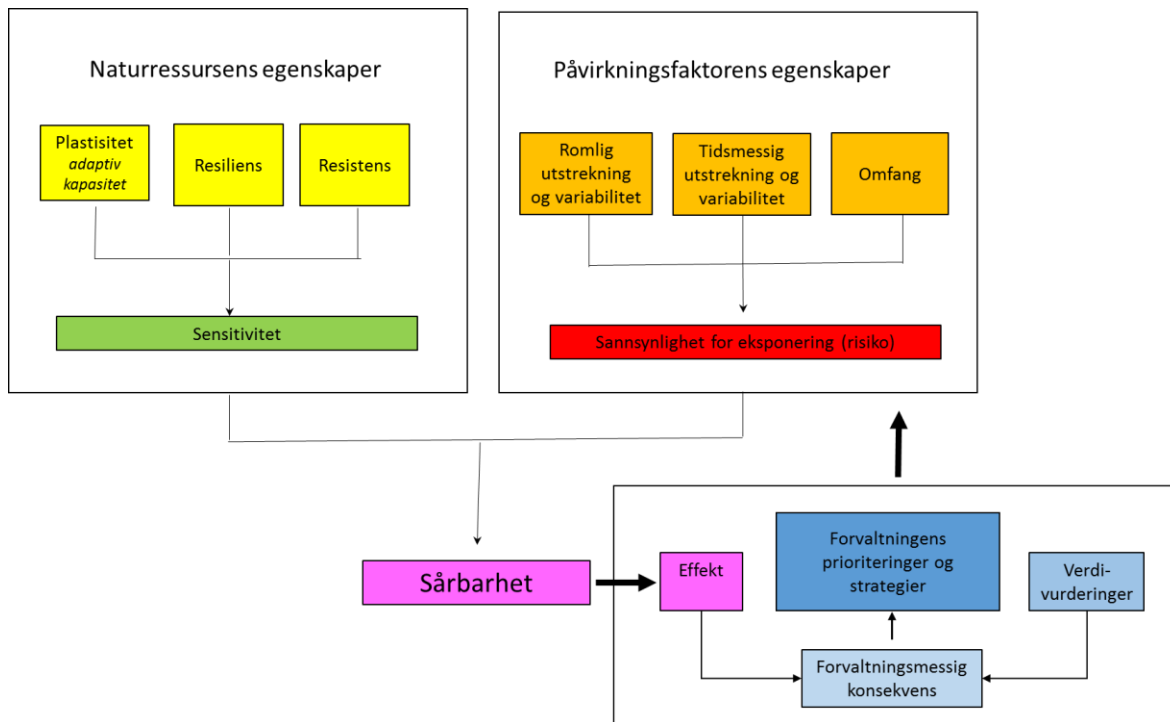 Naturressursens egenskaper
Plastisitet
adaptiv
kapasitet
Resiliens
Resistens
Sensitivitet
Påvirkningsfaktorens egenskaper
Romlig
utstrekning
og variabilitet
Tidsmessig
utstrekning og
variabilitet
Omfang
Sannsynlighet for eksponering (risiko)
Sårbarhet
Effekt
Forvaltningens
prioriteringer og
strategier
Verdi-
vurderinger
Forvaltningsmessig
konsekvens